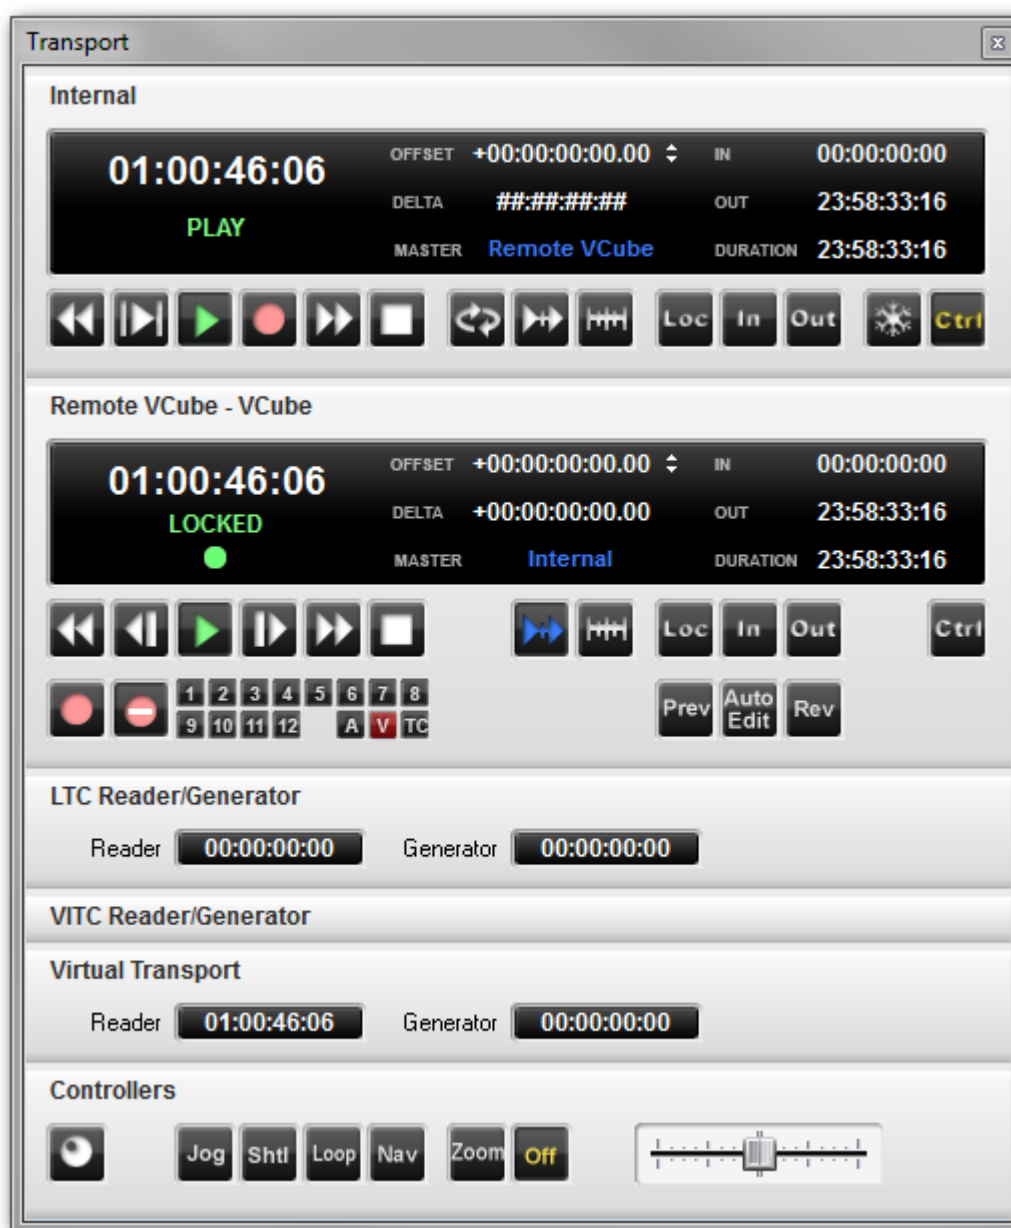 Transport
Internal
01:00:46:06 OFFSET +00:00:00:00.00 IN 00:00:00:00
PLAY DELTA ##:##:##:## OUT 23:58:33:16
MASTER Remote VCube DURATION 23:58:33:16
Loc In Out Ctrl
Remote VCube - VCube
01:00:46:06 OFFSET +00:00:00:00.00 IN 00:00:00:00
LOCKED DELTA +00:00:00:00.00 OUT 23:58:33:16
MASTER Internal DURATION 23:58:33:16
Loc In Out Ctrl
1 2 3 4 5 6 7 8 Prev Auto Edit Rev
9 10 11 12 A V TC
LTC Reader/Generator
Reader 00:00:00:00 Generator 00:00:00:00
VITC Reader/Generator
Virtual Transport
Reader 01:00:46:06 Generator 00:00:00:00
Controllers
Jog Shtl Loop Nav Zoom Off